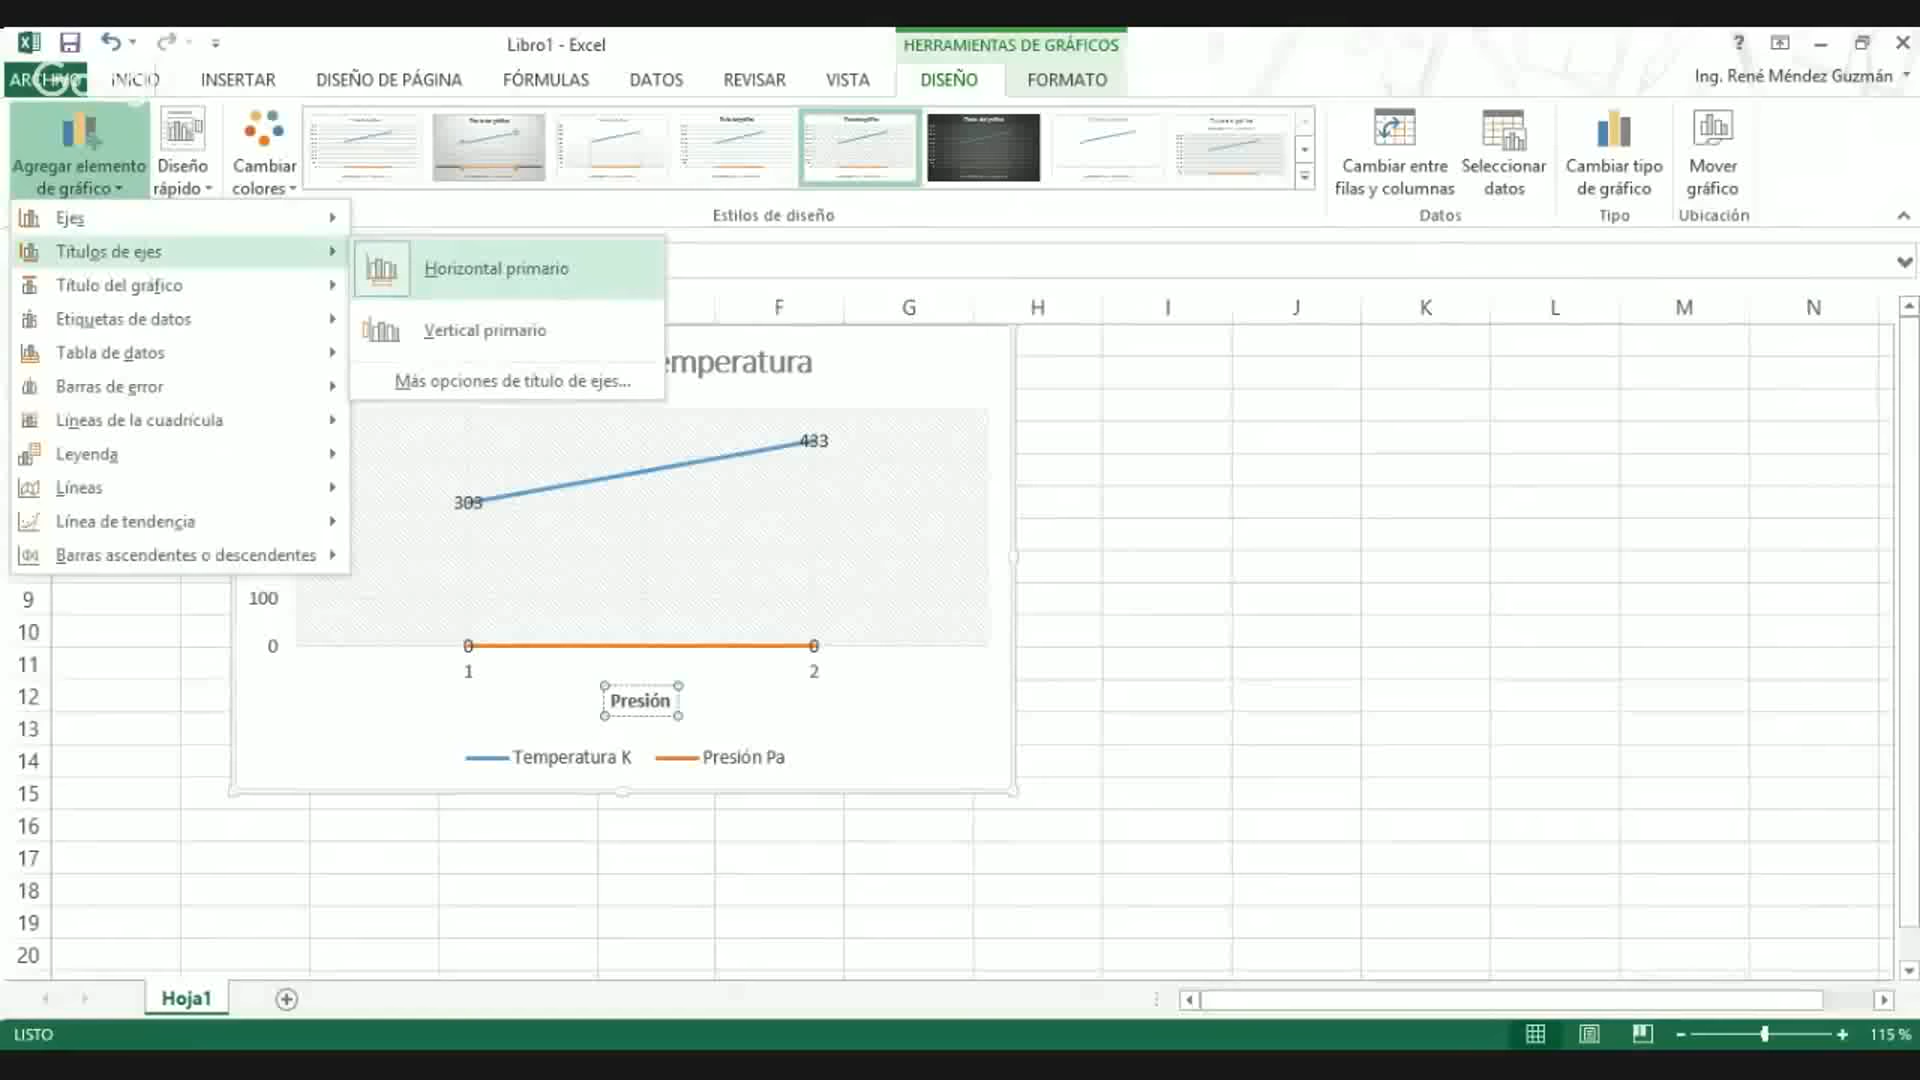 Libro1 - Excel
HERRAMIENTAS DE GRÁFICOS
?
ARCHIVO INICIO INSERTAR DISEÑO DE PÁGINA FÓRMULAS DATOS REVISAR VISTA DISEÑO FORMATO
Ing. René Méndez Guzmán
Agregar elemento de gráfico
Diseño rápido
Cambiar colores
Cambiar entre filas y columnas
Seleccionar datos
Cambiar tipo de gráfico
Mover gráfico
Estilos de diseño
Datos
Tipo
Ubicación
Ejes
Títulos de ejes
Título del gráfico
Etiquetas de datos
Tabla de datos
Barras de error
Líneas de la cuadrícula
Leyenda
Líneas
Línea de tendencia
Barras ascendentes o descendentes
Horizontal primario
Vertical primario
Más opciones de título de ejes...
F G H I J K L M N
emperatura
433
303
100
0
0 0
1 2
Presión
Temperatura K Presión Pa
9
10
11
12
13
14
15
16
17
18
19
20
Hoja1
LISTO
115 %